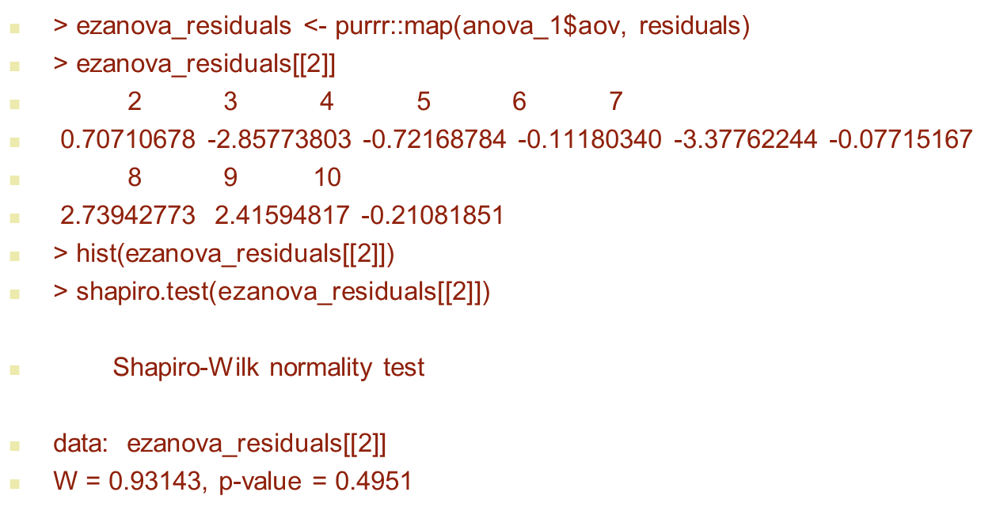 > ezanova_residuals <- purrr::map(anova_1$aov, residuals)
> ezanova_residuals[[2]]
2 3 4 5 6 7
0.70710678 -2.85773803 -0.72168784 -0.11180340 -3.37762244 -0.07715167
8 9 10
2.73942773 2.41594817 -0.21081851
> hist(ezanova_residuals[[2]])
> shapiro.test(ezanova_residuals[[2]])
Shapiro-Wilk normality test
data: ezanova_residuals[[2]]
W = 0.93143, p-value = 0.4951